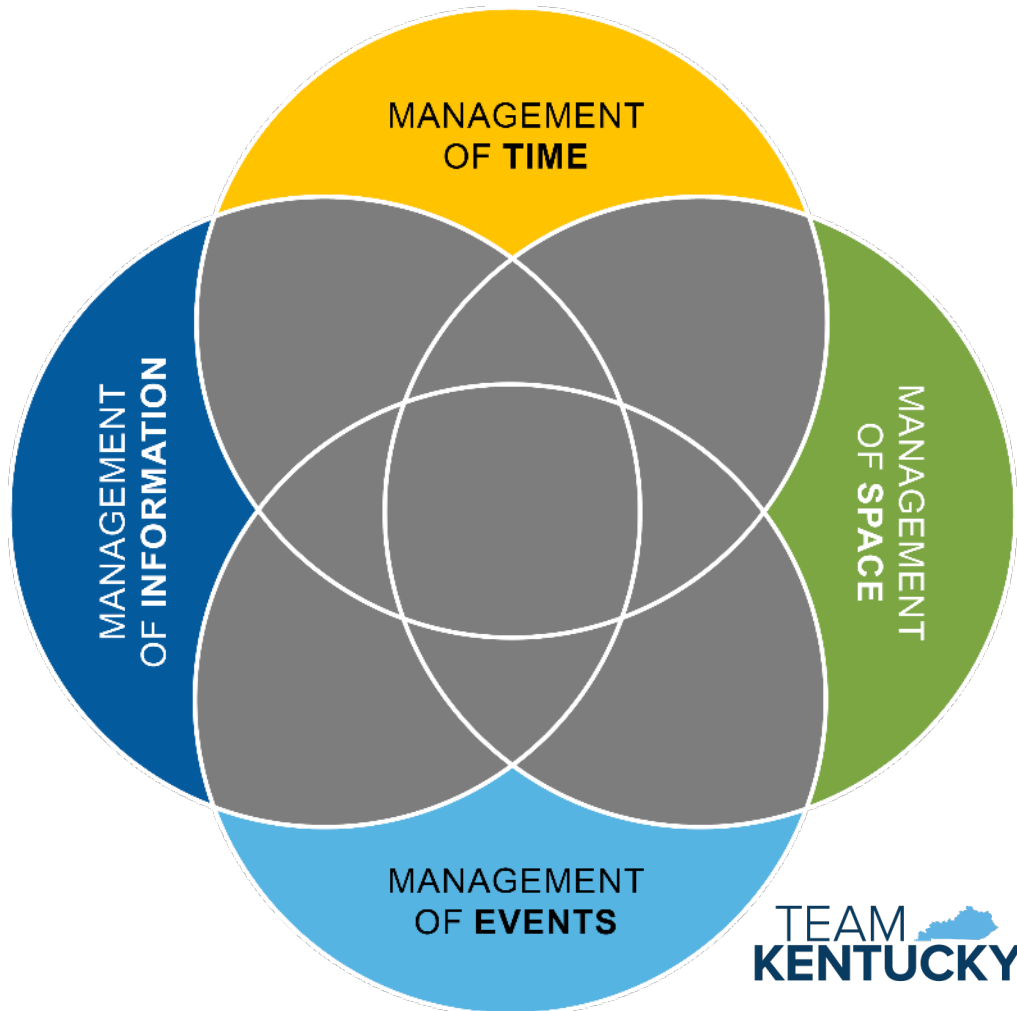 MANAGEMENT
OF TIME
MANAGEMENT
OF INFORMATION
MANAGEMENT
OF SPACE
MANAGEMENT
OF EVENTS
TEAM
KENTUCKY